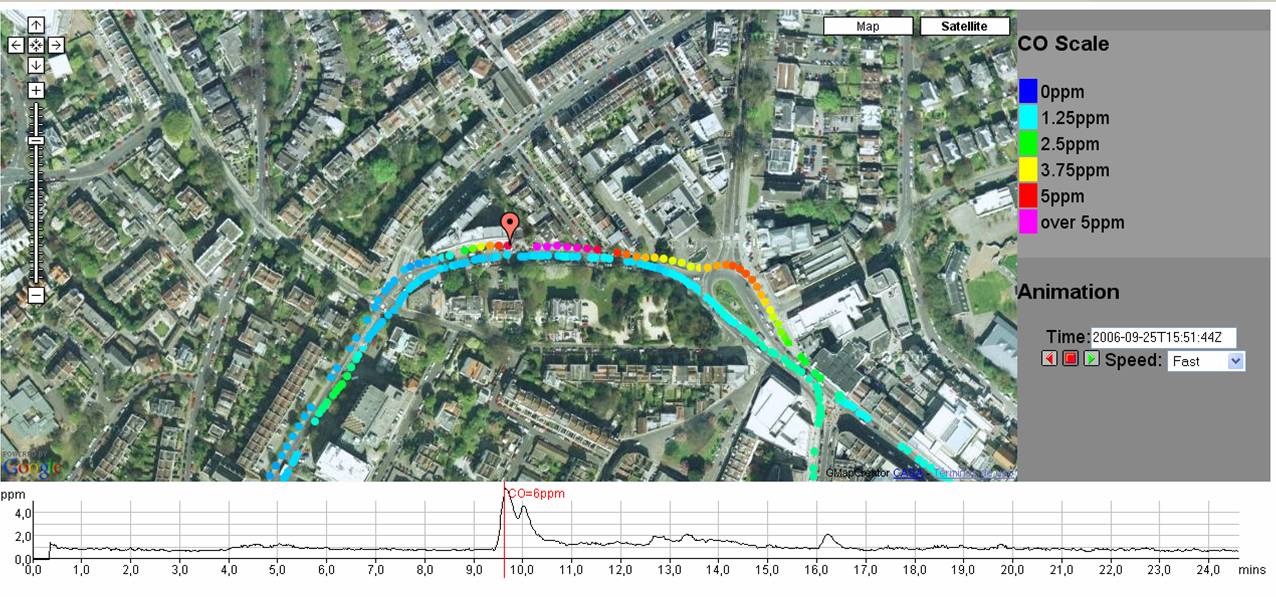 Map
Satellite
CO Scale
0ppm
1.25ppm
2.5ppm
3.75ppm
5ppm
over 5ppm
Animation
Time: 2006-09-25T15:51:44Z
Speed: Fast
POWERED BY
Google
GMapCreator CASA - Terms of Use
ppm
CO=6ppm
4,0
2,0
0,0
0,0 1,0 2,0 3,0 4,0 5,0 6,0 7,0 8,0 9,0 10,0 11,0 12,0 13,0 14,0 15,0 16,0 17,0 18,0 19,0 20,0 21,0 22,0 23,0 24,0 mins